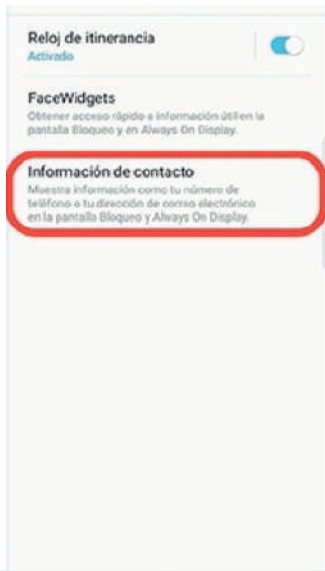 Reloj de itinerancia
Activado
FaceWidgets
Obtener acceso rápido a información útil en la
pantalla Bloqueo y en Always On Display.
Información de contacto
Muestra información como tu número de
teléfono o tu dirección de correo electrónico
en la pantalla Bloqueo y Always On Display.